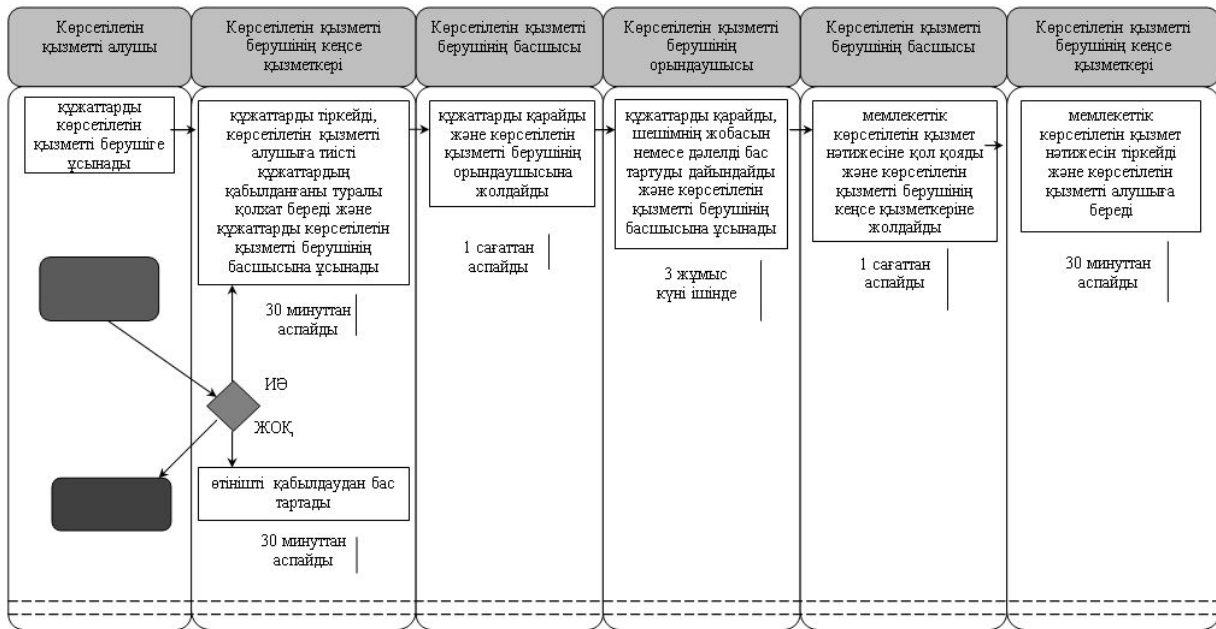 Көрсетілетін
қызметті алушы
Көрсетілетін қызметті
берушінің кеңсе
қызметкері
Көрсетілетін қызметті
берушінің басшысы
Көрсетілетін қызметті
берушінің
орындаушысы
Көрсетілетін қызметті
берушінің басшысы
Көрсетілетін қызметті
берушінің кеңсе
қызметкері
құжаттарды
көрсетілетін
қызметті берушіге
ұсынады
құжаттарды тіркейді,
көрсетілетін қызметті
алушыға тиісті
құжаттардың
қабылданғаны туралы
қолхат береді және
құжаттарды көрсетілетін
қызметті берушінің
басшысына ұсынады
30 минуттан
аспайды
ИӘ
ЖОҚ
өтінішті қабылдаудан бас
тартады
30 минуттан
аспайды
құжаттарды қарайды
және көрсетілетін
қызметті берушінің
орындаушысына
жолдайды
1 сағаттан
аспайды
құжаттарды қарайды,
шешімнің жобасын
немесе дәлелді бас
тартуды дайындайды
және көрсетілетін
қызметті берушінің
басшысына ұсынады
3 жұмыс
күні ішінде
мемлекеттік
көрсетілетін қызмет
нәтижесіне қол қояды
және көрсетілетін
қызметті берушінің
кеңсе қызметкеріне
жолдайды
1 сағаттан
аспайды
мемлекеттік
көрсетілетін қызмет
нәтижесін тіркейді
және көрсетілетін
қызметті алушыға
береді
30 минуттан
аспайды